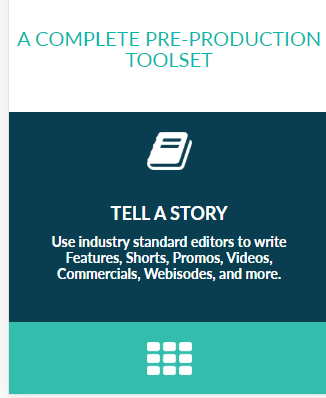 A COMPLETE PRE-PRODUCTION
TOOLSET
TELL A STORY
Use industry standard editors to write
Features, Shorts, Promos, Videos,
Commercials, Webisodes, and more.